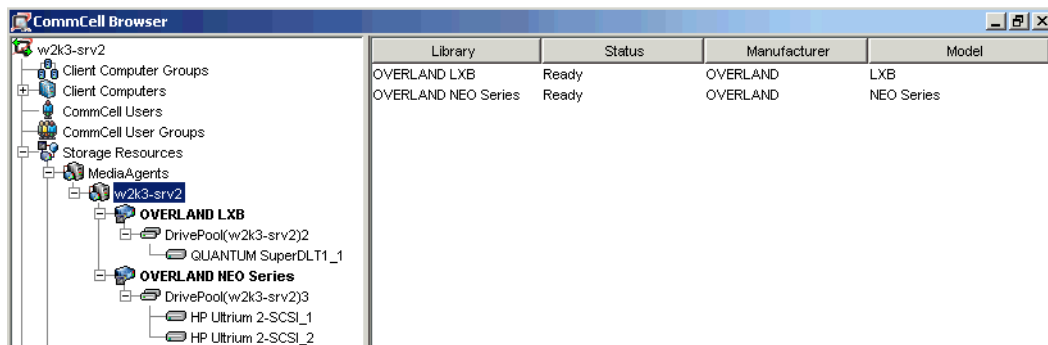 CommCell Browser
w2k3-srv2
Client Computer Groups
Client Computers
CommCell Users
CommCell User Groups
Storage Resources
MediaAgents
w2k3-srv2
OVERLAND LXB
DrivePool(w2k3-srv2)2
QUANTUM SuperDLT1_1
OVERLAND NEO Series
DrivePool(w2k3-srv2)3
HP Ultrium 2-SCSI_1
HP Ultrium 2-SCSI_2
Library Status Manufacturer Model
OVERLAND LXB Ready OVERLAND LXB
OVERLAND NEO Series Ready OVERLAND NEO Series